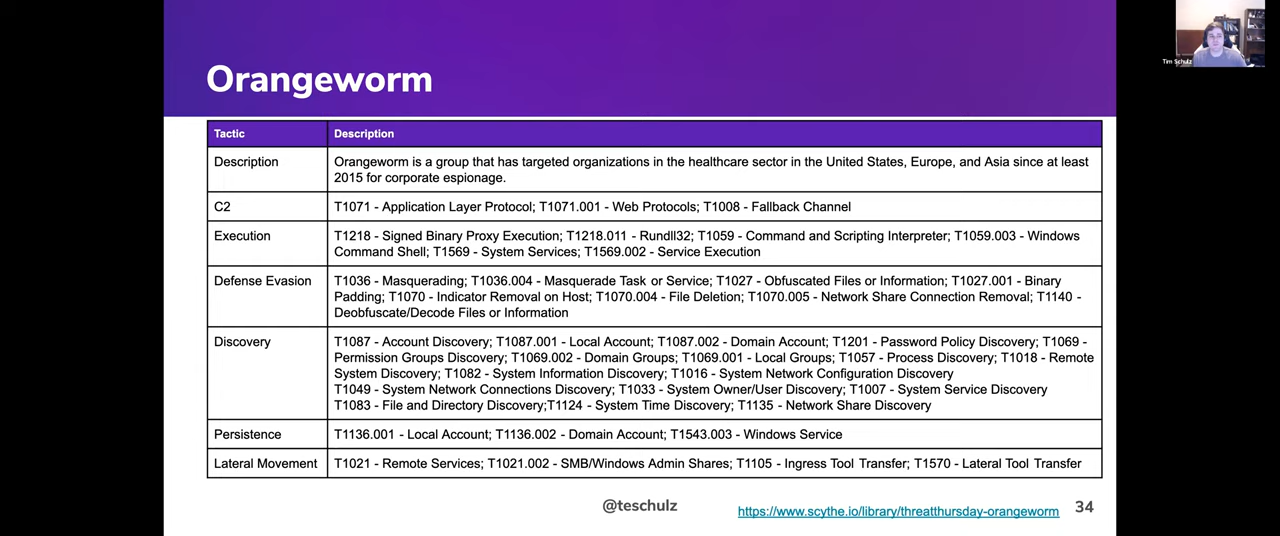 Tim Schulz
Orangeworm
Tactic Description
Description Orangeworm is a group that has targeted organizations in the healthcare sector in the United States, Europe, and Asia since at least
2015 for corporate espionage.
C2 T1071 - Application Layer Protocol; T1071.001 - Web Protocols; T1008 - Fallback Channel
Execution T1218 - Signed Binary Proxy Execution; T1218.011 - Rundll32; T1059 - Command and Scripting Interpreter; T1059.003 - Windows
Command Shell; T1569 - System Services; T1569.002 - Service Execution
Defense Evasion T1036 - Masquerading; T1036.004 - Masquerade Task or Service; T1027 - Obfuscated Files or Information; T1027.001 - Binary
Padding; T1070 - Indicator Removal on Host; T1070.004 - File Deletion; T1070.005 - Network Share Connection Removal; T1140 -
Deobfuscate/Decode Files or Information
Discovery T1087 - Account Discovery; T1087.001 - Local Account; T1087.002 - Domain Account; T1201 - Password Policy Discovery; T1069 -
Permission Groups Discovery; T1069.002 - Domain Groups; T1069.001 - Local Groups; T1057 - Process Discovery; T1018 - Remote
System Discovery; T1082 - System Information Discovery; T1016 - System Network Configuration Discovery
T1049 - System Network Connections Discovery; T1033 - System Owner/User Discovery; T1007 - System Service Discovery
T1083 - File and Directory Discovery;T1124 - System Time Discovery; T1135 - Network Share Discovery
Persistence T1136.001 - Local Account; T1136.002 - Domain Account; T1543.003 - Windows Service
Lateral Movement T1021 - Remote Services; T1021.002 - SMB/Windows Admin Shares; T1105 - Ingress Tool Transfer; T1570 - Lateral Tool Transfer
@teschulz https://www.scythe.io/library/threatthursday-orangeworm 34